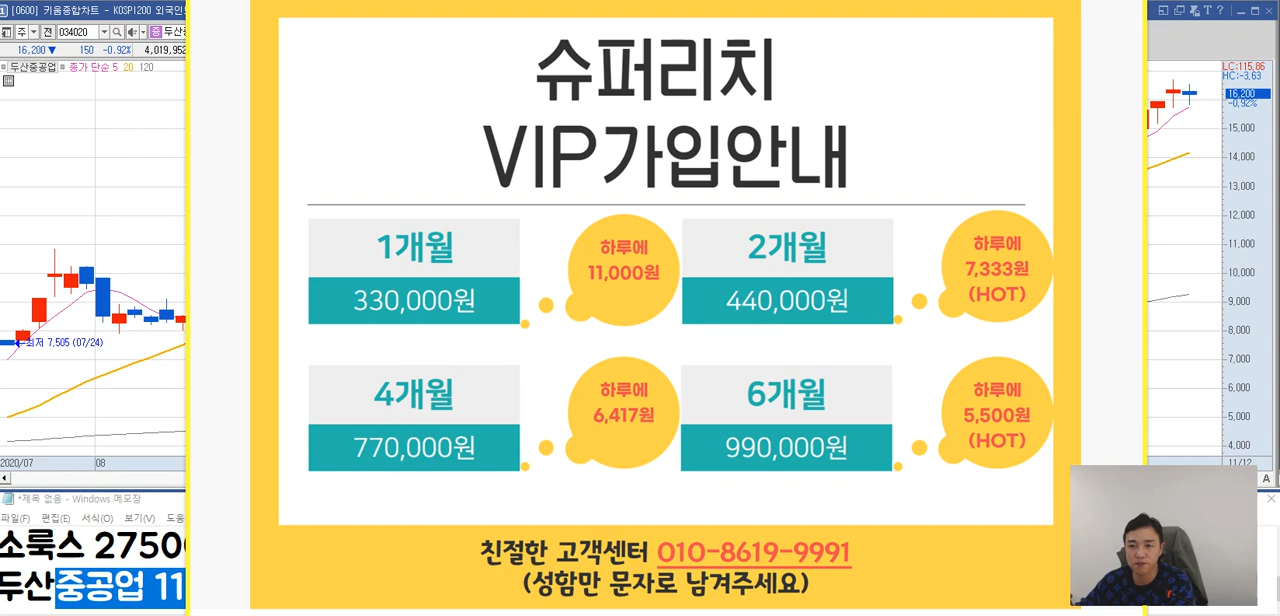 [0600] 키움종합차트 - KOSPI200 외국인
주 전 034020 증 두산
16,200 ▼ 150 -0.92% 4,019,952
두산중공업 종가 단순 5 20 120
최저 7,505 (07/24)
2020/07 08
*제목 없음 - Windows 메모장
파일(F) 편집(E) 서식(O) 보기(V) 도움
소룩스 2750
두산중공업 11
슈퍼리치
VIP가입안내
1개월
330,000원
하루에
11,000원
2개월
440,000원
하루에
7,333원
(HOT)
4개월
770,000원
하루에
6,417원
6개월
990,000원
하루에
5,500원
(HOT)
친절한 고객센터 010-8619-9991
(성함만 문자로 남겨주세요)
LC:115,86
HC:-3,63
16,200
-0,92%
15,000
14,000
13,000
12,000
11,000
10,000
9,000
8,000
7,000
6,000
5,000
4,000
11/12
A